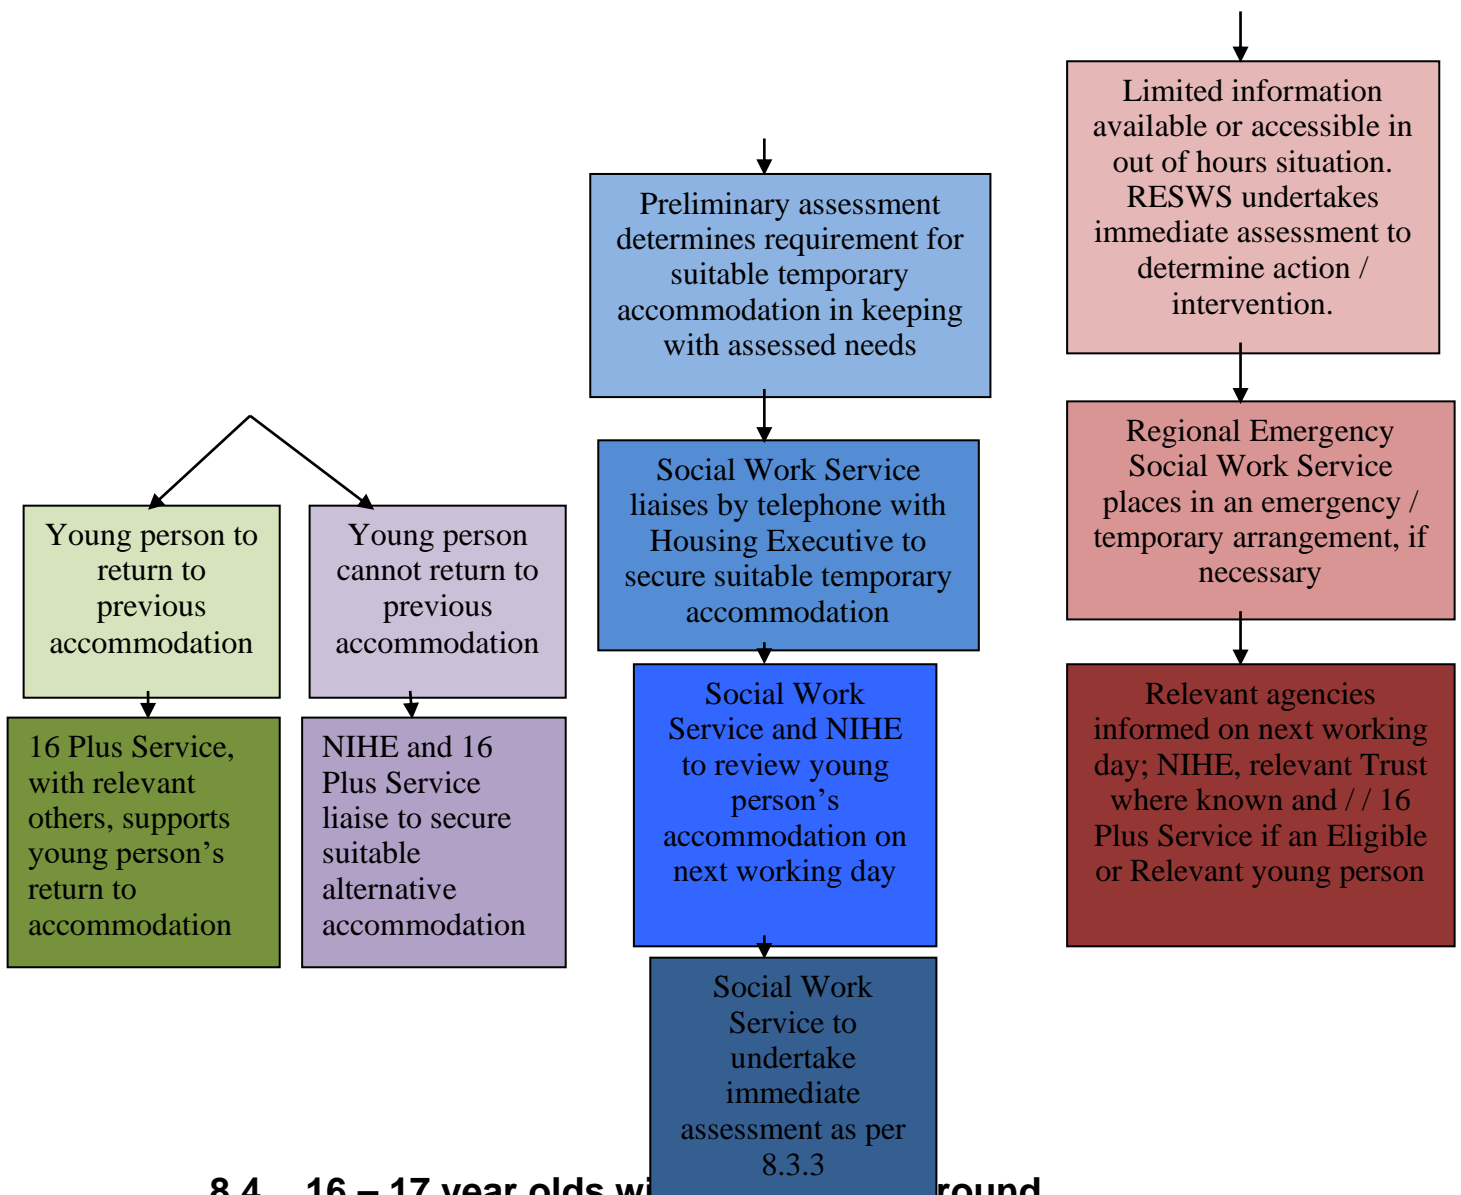 Young person to
return to
previous
accommodation
16 Plus Service,
with relevant
others, supports
young person's
return to
accommodation
Young person
cannot return to
previous
accommodation
NIHE and 16
Plus Service
liaise to secure
suitable
alternative
accommodation
Preliminary assessment
determines requirement for
suitable temporary
accommodation in keeping
with assessed needs
Social Work Service
liaises by telephone with
Housing Executive to
secure suitable temporary
accommodation
Social Work
Service and NIHE
to review young
person's
accommodation on
next working day
Social Work
Service to
undertake
immediate
assessment as per
8.3.3
Limited information
available or accessible in
out of hours situation.
RESWS undertakes
immediate assessment to
determine action /
intervention.
Regional Emergency
Social Work Service
places in an emergency /
temporary arrangement, if
necessary
Relevant agencies
informed on next working
day; NIHE, relevant Trust
where known and / / 16
Plus Service if an Eligible
or Relevant young person
8.4 16 – 17 year olds